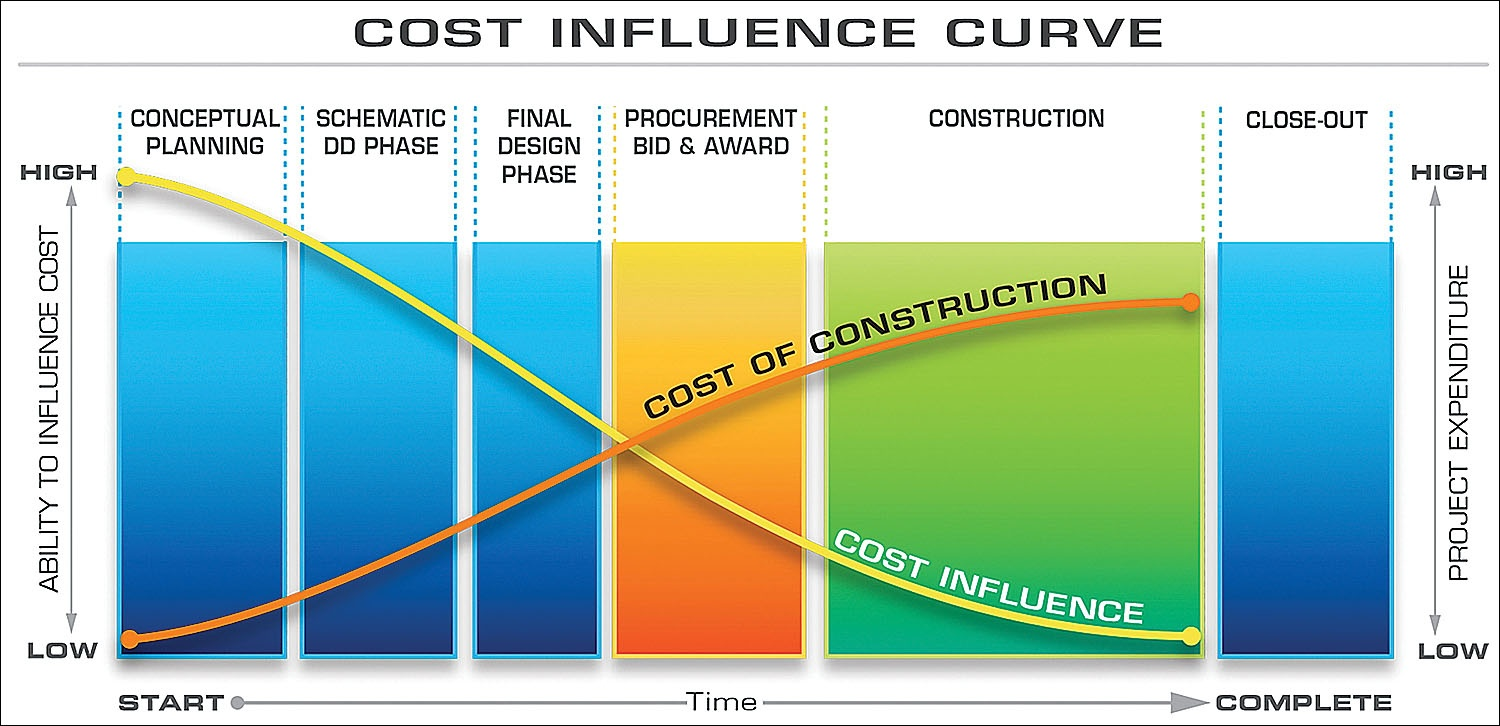 COST INFLUENCE CURVE
CONCEPTUAL
PLANNING
SCHEMATIC
DD PHASE
FINAL
DESIGN
PHASE
PROCUREMENT
BID & AWARD
CONSTRUCTION
CLOSE-OUT
HIGH
ABILITY TO INFLUENCE COST
LOW
HIGH
PROJECT EXPENDITURE
LOW
COST OF CONSTRUCTION
COST INFLUENCE
START
Time
COMPLETE